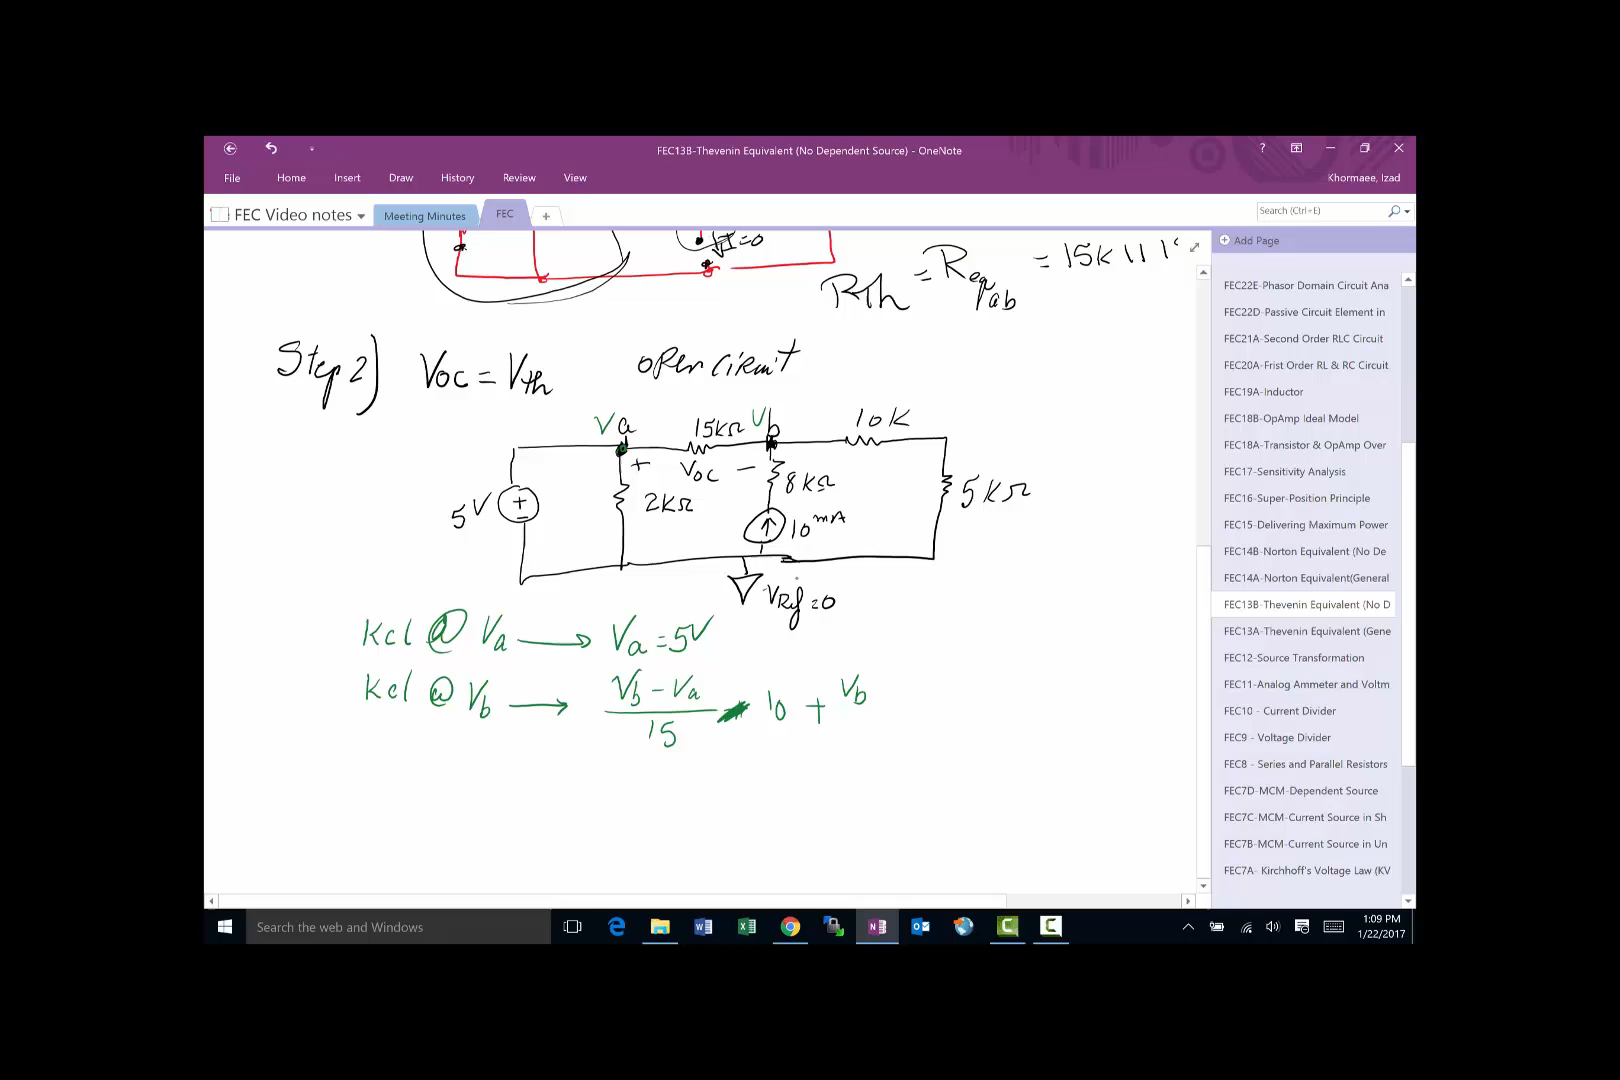 FEC13B-Thevenin Equivalent (No Dependent Source) - OneNote
File Home Insert Draw History Review View
Khormaee, Izad
FEC Video notes Meeting Minutes FEC +
Search (Ctrl+E)
Add Page
I=0
Rth = Req ab = 15K ||
Step 2) Voc = Vth open circuit
Va 15KΩ Vb 10K
+ Voc −
5V 2KΩ 8KΩ 5KΩ
10 mA
VRef=0
Kcl @ Va → Va = 5V
Kcl @ Vb → Vb - Va / 15 - 10 + Vb
FEC22E-Phasor Domain Circuit Ana
FEC22D-Passive Circuit Element in
FEC21A-Second Order RLC Circuit
FEC20A-Frist Order RL & RC Circuit
FEC19A-Inductor
FEC18B-OpAmp Ideal Model
FEC18A-Transistor & OpAmp Over
FEC17-Sensitivity Analysis
FEC16-Super-Position Principle
FEC15-Delivering Maximum Power
FEC14B-Norton Equivalent (No De
FEC14A-Norton Equivalent(General
FEC13B-Thevenin Equivalent (No D
FEC13A-Thevenin Equivalent (Gene
FEC12-Source Transformation
FEC11-Analog Ammeter and Voltm
FEC10 - Current Divider
FEC9 - Voltage Divider
FEC8 - Series and Parallel Resistors
FEC7D-MCM-Dependent Source
FEC7C-MCM-Current Source in Sh
FEC7B-MCM-Current Source in Un
FEC7A- Kirchhoff's Voltage Law (KV
Search the web and Windows
1:09 PM
1/22/2017